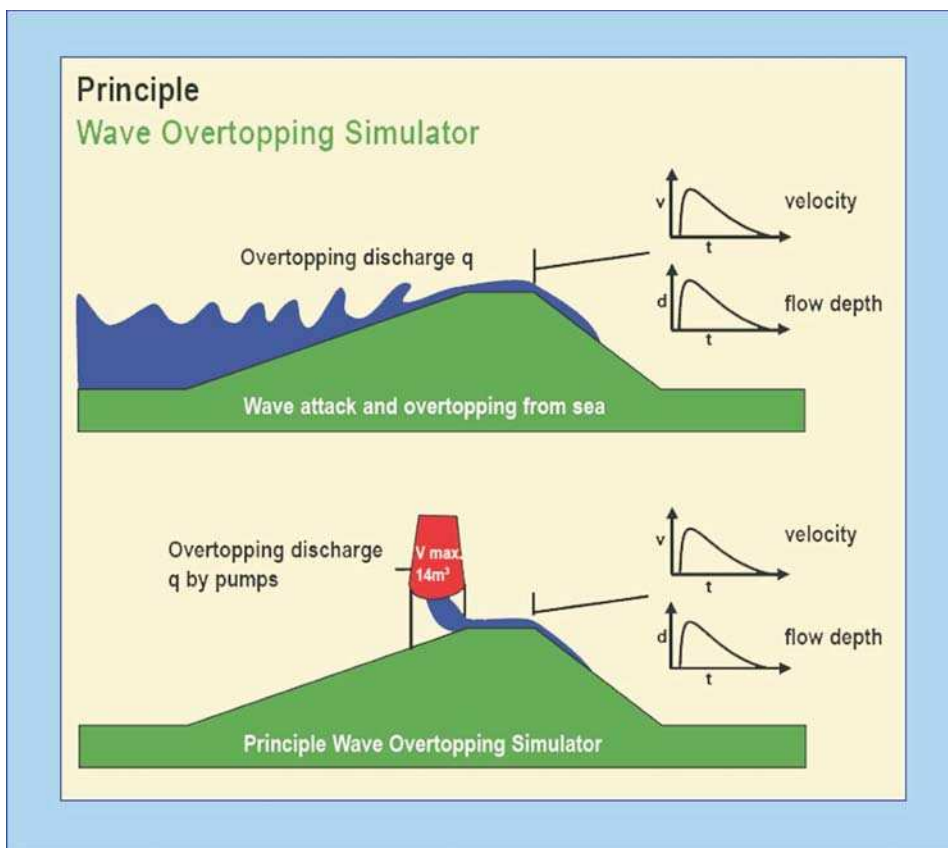 Principle
Wave Overtopping Simulator
Overtopping discharge q
v
t
velocity
d
t
flow depth
Wave attack and overtopping from sea
Overtopping discharge
q by pumps
V max.
14m³
v
t
velocity
d
t
flow depth
Principle Wave Overtopping Simulator